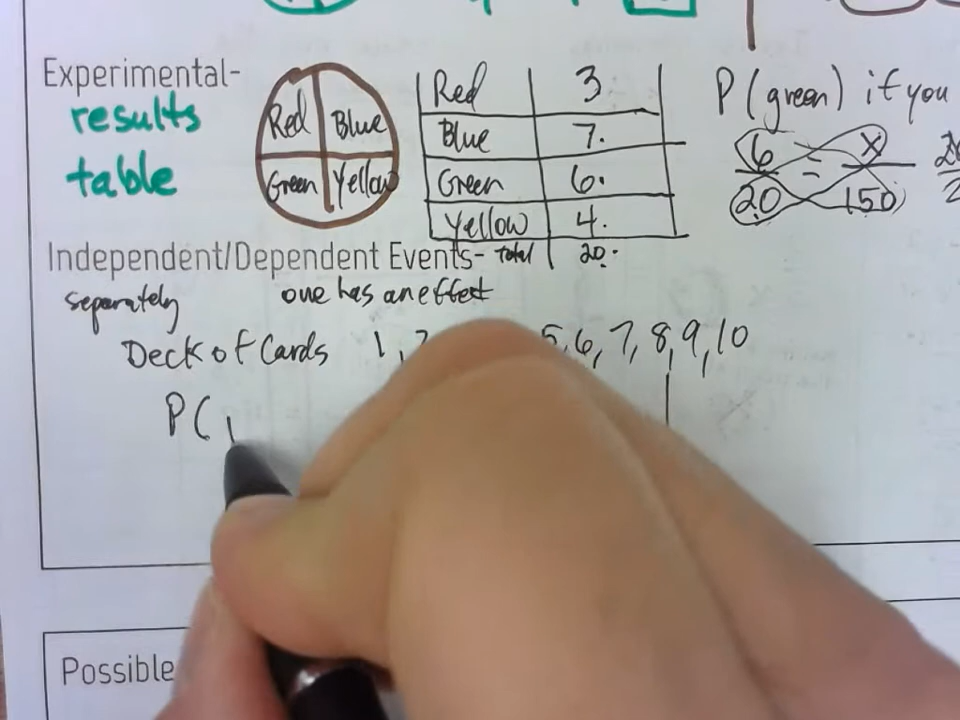 Experimental-
results
table
Red Blue
Green Yellow
Red 3
Blue 7.
Green 6.
Yellow 4.
total 20.
P(green) if you
6 = x
20 150
Independent/Dependent Events-
separately one has an effect
Deck of Cards 1, 5, 6, 7, 8, 9, 10
P(
Possible